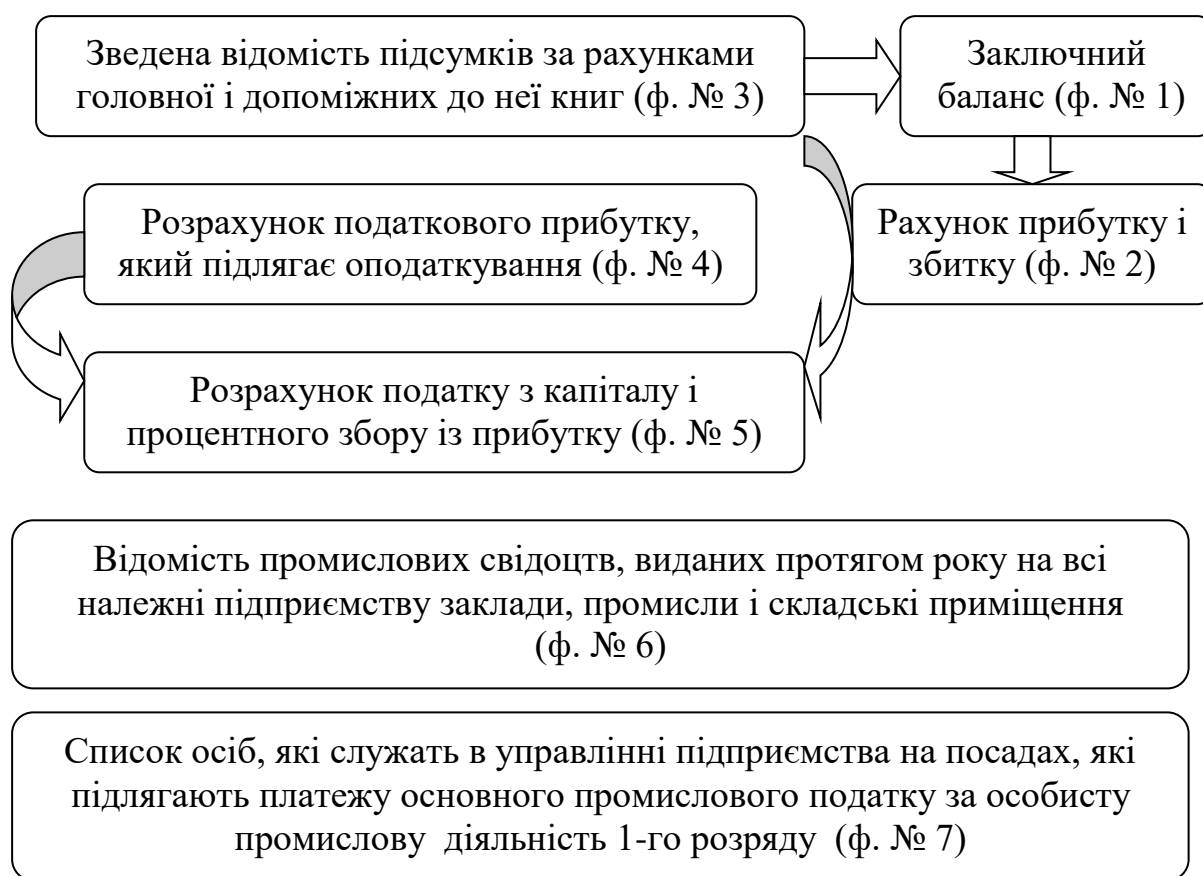 Зведена відомість підсумків за рахунками
головної і допоміжних до неї книг (ф. № 3)
Заключний
баланс (ф. № 1)
Розрахунок податкового прибутку,
який підлягає оподаткування (ф. № 4)
Рахунок прибутку і
збитку (ф. № 2)
Розрахунок податку з капіталу і
процентного збору із прибутку (ф. № 5)
Відомість промислових свідоцтв, виданих протягом року на всі
належні підприємству заклади, промисли і складські приміщення
(ф. № 6)
Список осіб, які служать в управлінні підприємства на посадах, які
підлягають платежу основного промислового податку за особисту
промислову діяльність 1-го розряду (ф. № 7)